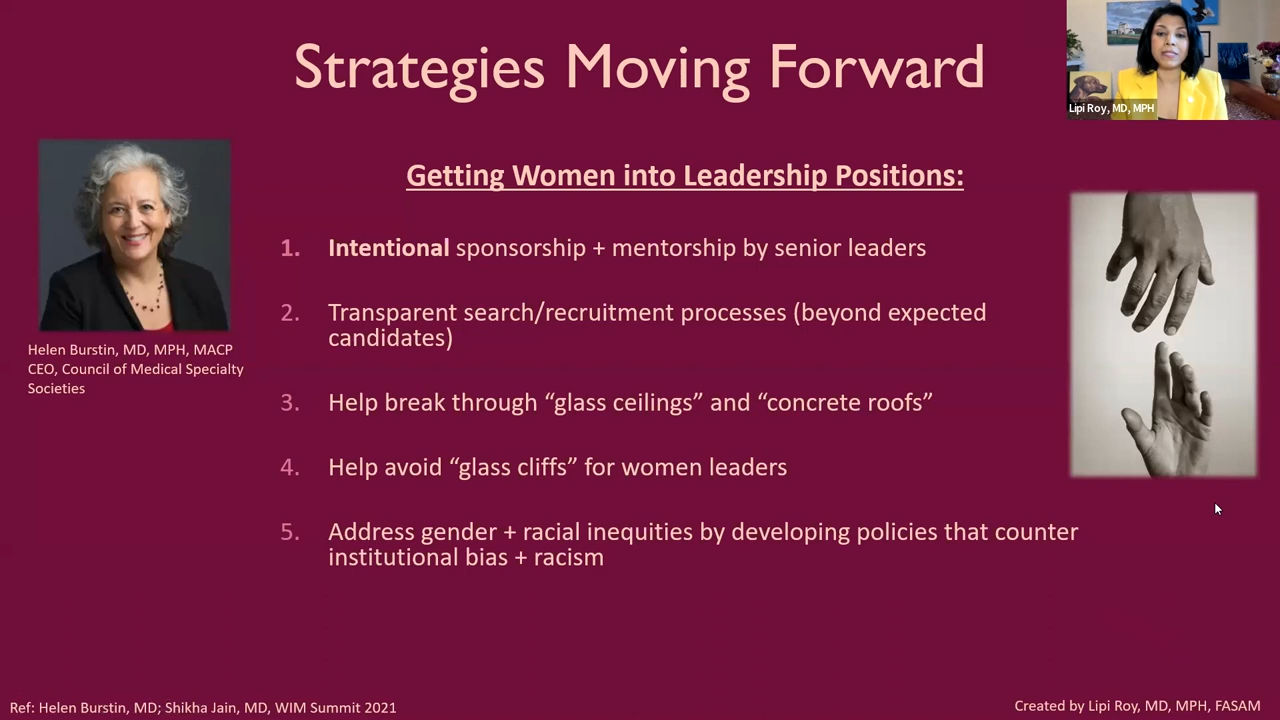 Strategies Moving Forward
Lipi Roy, MD, MPH
Getting Women into Leadership Positions:
1. Intentional sponsorship + mentorship by senior leaders
2. Transparent search/recruitment processes (beyond expected
candidates)
3. Help break through “glass ceilings” and “concrete roofs”
4. Help avoid “glass cliffs” for women leaders
5. Address gender + racial inequities by developing policies that counter
institutional bias + racism
Helen Burstin, MD, MPH, MACP
CEO, Council of Medical Specialty
Societies
Ref: Helen Burstin, MD; Shikha Jain, MD, WIM Summit 2021
Created by Lipi Roy, MD, MPH, FASAM